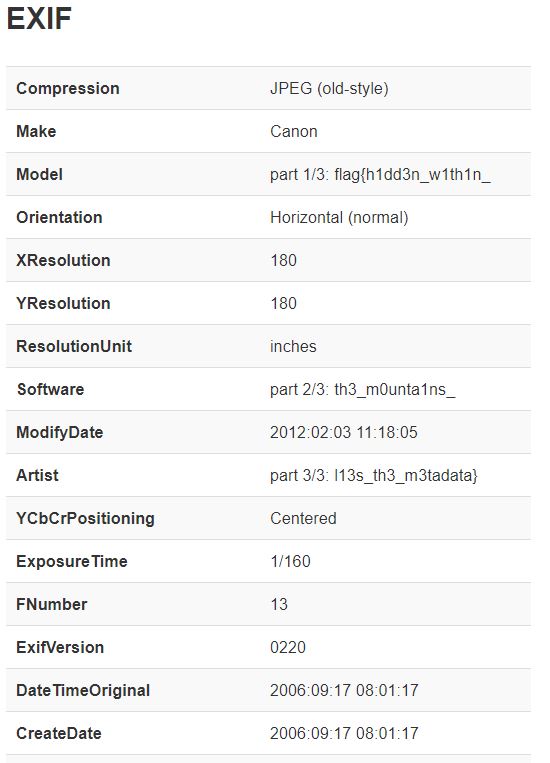 EXIF
Compression JPEG (old-style)
Make Canon
Model part 1/3: flag{h1dd3n_w1th1n_
Orientation Horizontal (normal)
XResolution 180
YResolution 180
ResolutionUnit inches
Software part 2/3: th3_m0unta1ns_
ModifyDate 2012:02:03 11:18:05
Artist part 3/3: l13s_th3_m3tadata}
YCbCrPositioning Centered
ExposureTime 1/160
FNumber 13
ExifVersion 0220
DateTimeOriginal 2006:09:17 08:01:17
CreateDate 2006:09:17 08:01:17